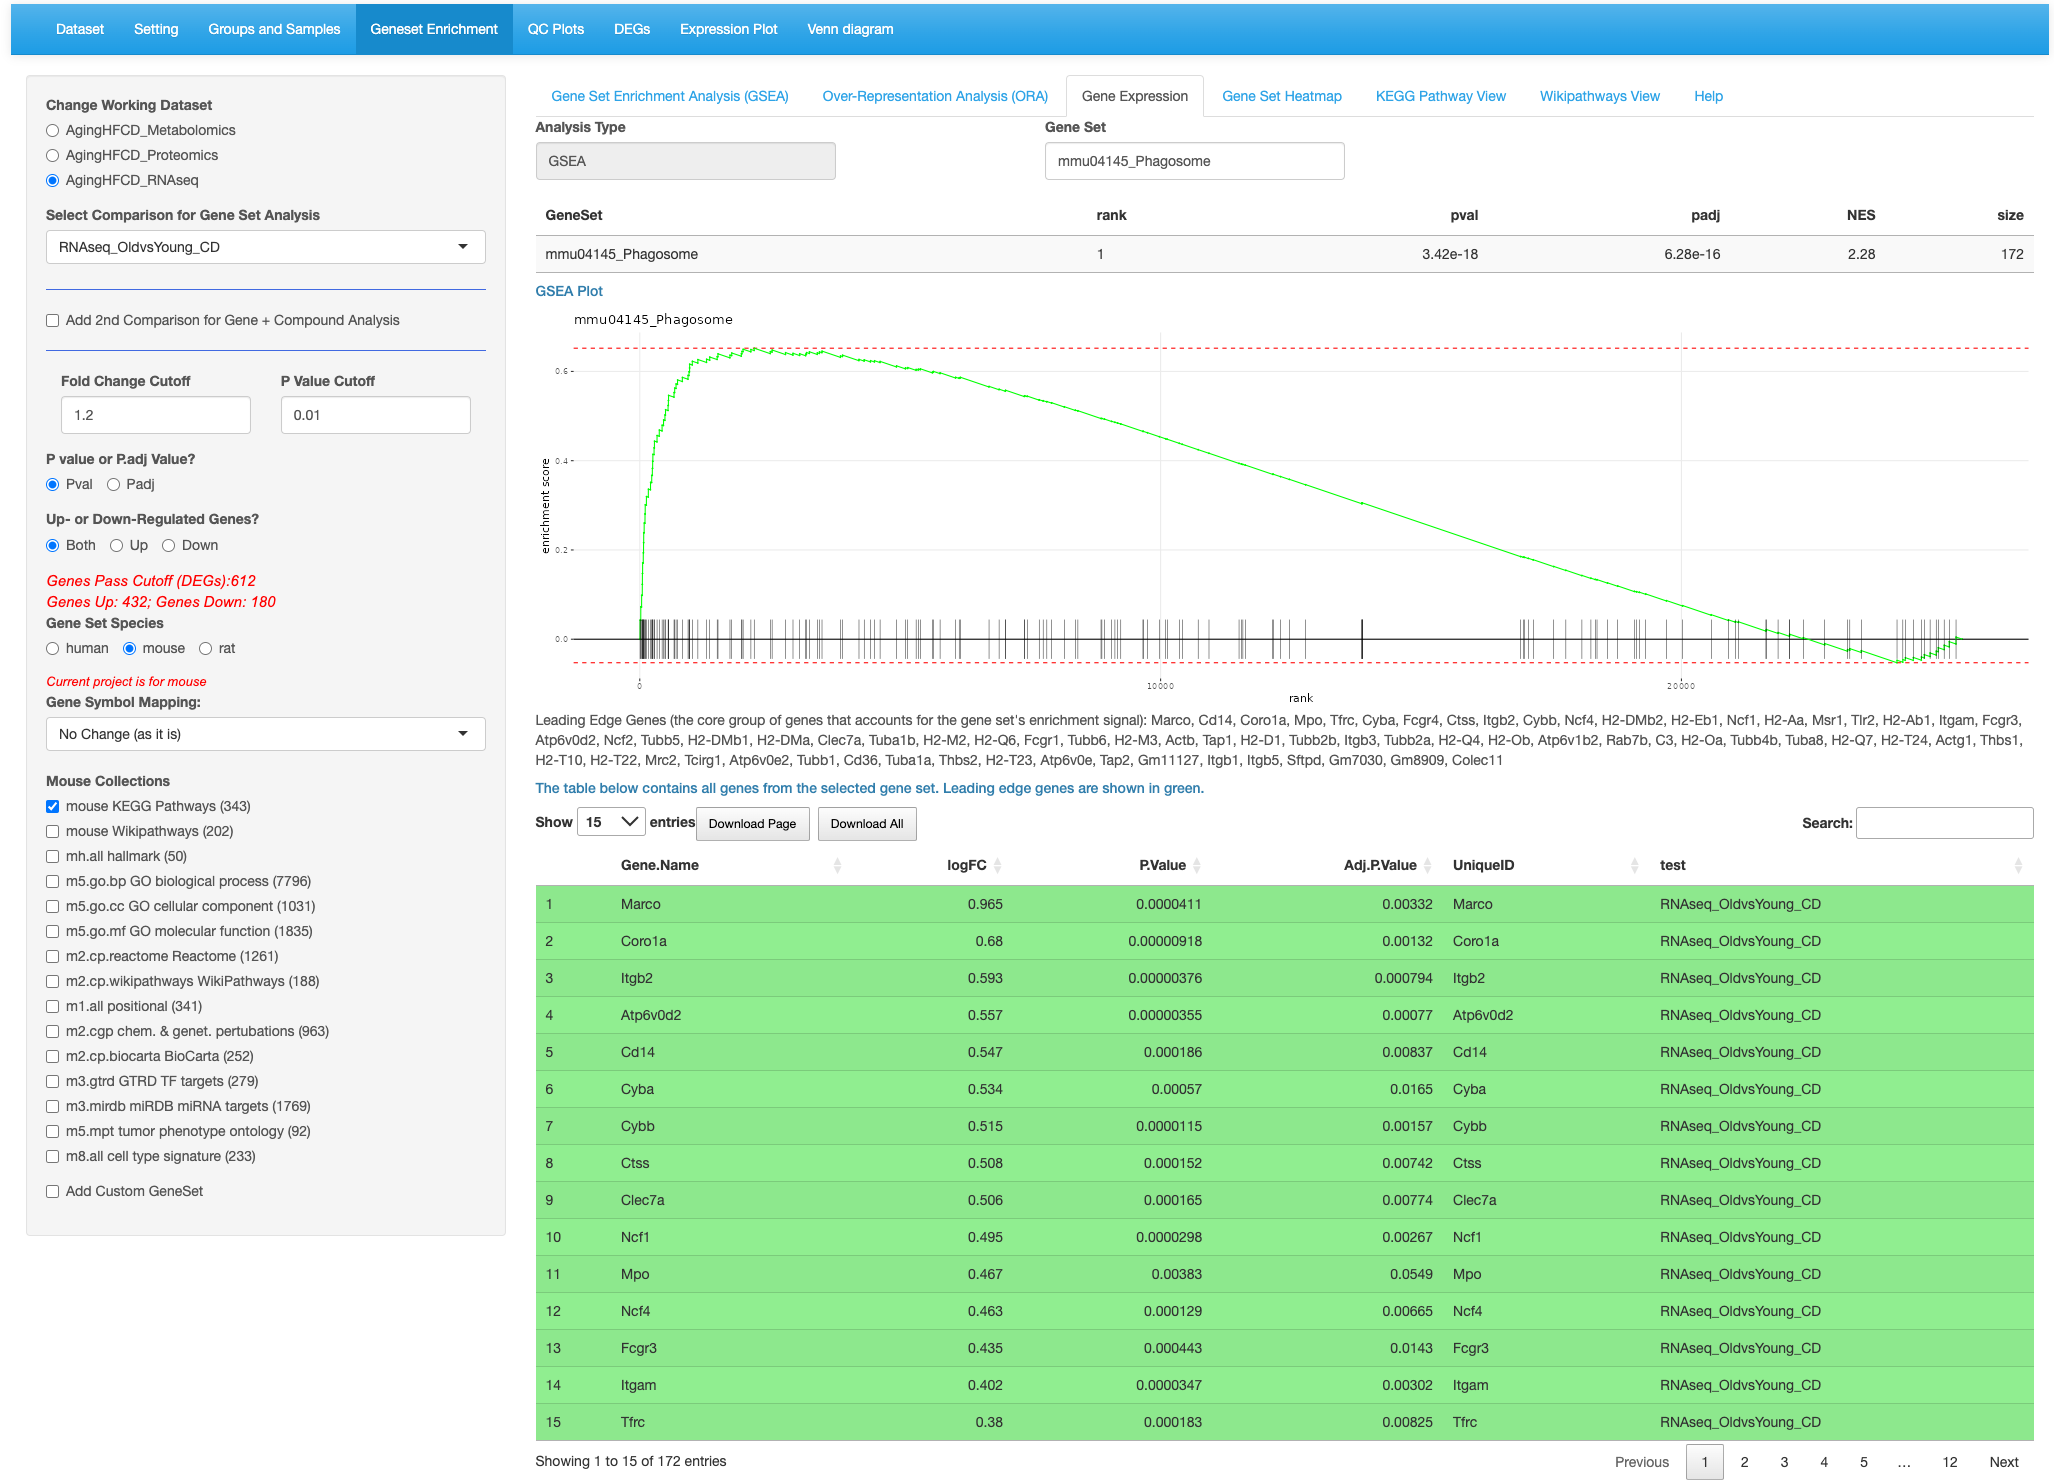 Dataset Setting Groups and Samples Geneset Enrichment QC Plots DEGs Expression Plot Venn diagram
Change Working Dataset
AgingHFCD_Metabolomics
AgingHFCD_Proteomics
AgingHFCD_RNAseq
Select Comparison for Gene Set Analysis
RNAseq_OldvsYoung_CD
Add 2nd Comparison for Gene + Compound Analysis
Fold Change Cutoff P Value Cutoff
1.2 0.01
P value or P.adj Value?
Pval Padj
Up- or Down-Regulated Genes?
Both Up Down
Genes Pass Cutoff (DEGs):612
Genes Up: 432; Genes Down: 180
Gene Set Species
human mouse rat
Current project is for mouse
Gene Symbol Mapping:
No Change (as it is)
Mouse Collections
mouse KEGG Pathways (343)
mouse Wikipathways (202)
mh.all hallmark (50)
m5.go.bp GO biological process (7796)
m5.go.cc GO cellular component (1031)
m5.go.mf GO molecular function (1835)
m2.cp.reactome Reactome (1261)
m2.cp.wikipathways WikiPathways (188)
m1.all positional (341)
m2.cgp chem. & genet. pertubations (963)
m2.cp.biocarta BioCarta (252)
m3.gtrd GTRD TF targets (279)
m3.mirdb miRDB miRNA targets (1769)
m5.mpt tumor phenotype ontology (92)
m8.all cell type signature (233)
Add Custom GeneSet
Gene Set Enrichment Analysis (GSEA) Over-Representation Analysis (ORA) Gene Expression Gene Set Heatmap KEGG Pathway View Wikipathways View Help
Analysis Type Gene Set
GSEA mmu04145_Phagosome
GeneSet rank pval padj NES size
mmu04145_Phagosome 1 3.42e-18 6.28e-16 2.28 172
GSEA Plot
mmu04145_Phagosome
enrichment score
0.6
0.4
0.2
0.0
0 10000 20000
rank
Leading Edge Genes (the core group of genes that accounts for the gene set's enrichment signal): Marco, Cd14, Coro1a, Mpo, Tfrc, Cyba, Fcgr4, Ctss, Itgb2, Cybb, Ncf4, H2-DMb2, H2-Eb1, Ncf1, H2-Aa, Msr1, Tlr2, H2-Ab1, Itgam, Fcgr3,
Atp6v0d2, Ncf2, Tubb5, H2-DMb1, H2-DMa, Clec7a, Tuba1b, H2-M2, H2-Q6, Fcgr1, Tubb6, H2-M3, Actb, Tap1, H2-D1, Tubb2b, Itgb3, Tubb2a, H2-Q4, H2-Ob, Atp6v1b2, Rab7b, C3, H2-Oa, Tubb4b, Tuba8, H2-Q7, H2-T24, Actg1, Thbs1,
H2-T10, H2-T22, Mrc2, Tcirg1, Atp6v0e2, Tubb1, Cd36, Tuba1a, Thbs2, H2-T23, Atp6v0e, Tap2, Gm11127, Itgb1, Itgb5, Sftpd, Gm7030, Gm8909, Colec11
The table below contains all genes from the selected gene set. Leading edge genes are shown in green.
Show 15 entries Download Page Download All Search:
Gene.Name logFC P.Value Adj.P.Value UniqueID test
1 Marco 0.965 0.0000411 0.00332 Marco RNAseq_OldvsYoung_CD
2 Coro1a 0.68 0.00000918 0.00132 Coro1a RNAseq_OldvsYoung_CD
3 Itgb2 0.593 0.00000376 0.000794 Itgb2 RNAseq_OldvsYoung_CD
4 Atp6v0d2 0.557 0.00000355 0.00077 Atp6v0d2 RNAseq_OldvsYoung_CD
5 Cd14 0.547 0.000186 0.00837 Cd14 RNAseq_OldvsYoung_CD
6 Cyba 0.534 0.00057 0.0165 Cyba RNAseq_OldvsYoung_CD
7 Cybb 0.515 0.0000115 0.00157 Cybb RNAseq_OldvsYoung_CD
8 Ctss 0.508 0.000152 0.00742 Ctss RNAseq_OldvsYoung_CD
9 Clec7a 0.506 0.000165 0.00774 Clec7a RNAseq_OldvsYoung_CD
10 Ncf1 0.495 0.0000298 0.00267 Ncf1 RNAseq_OldvsYoung_CD
11 Mpo 0.467 0.00383 0.0549 Mpo RNAseq_OldvsYoung_CD
12 Ncf4 0.463 0.000129 0.00665 Ncf4 RNAseq_OldvsYoung_CD
13 Fcgr3 0.435 0.000443 0.0143 Fcgr3 RNAseq_OldvsYoung_CD
14 Itgam 0.402 0.0000347 0.00302 Itgam RNAseq_OldvsYoung_CD
15 Tfrc 0.38 0.000183 0.00825 Tfrc RNAseq_OldvsYoung_CD
Showing 1 to 15 of 172 entries Previous 1 2 3 4 5 … 12 Next